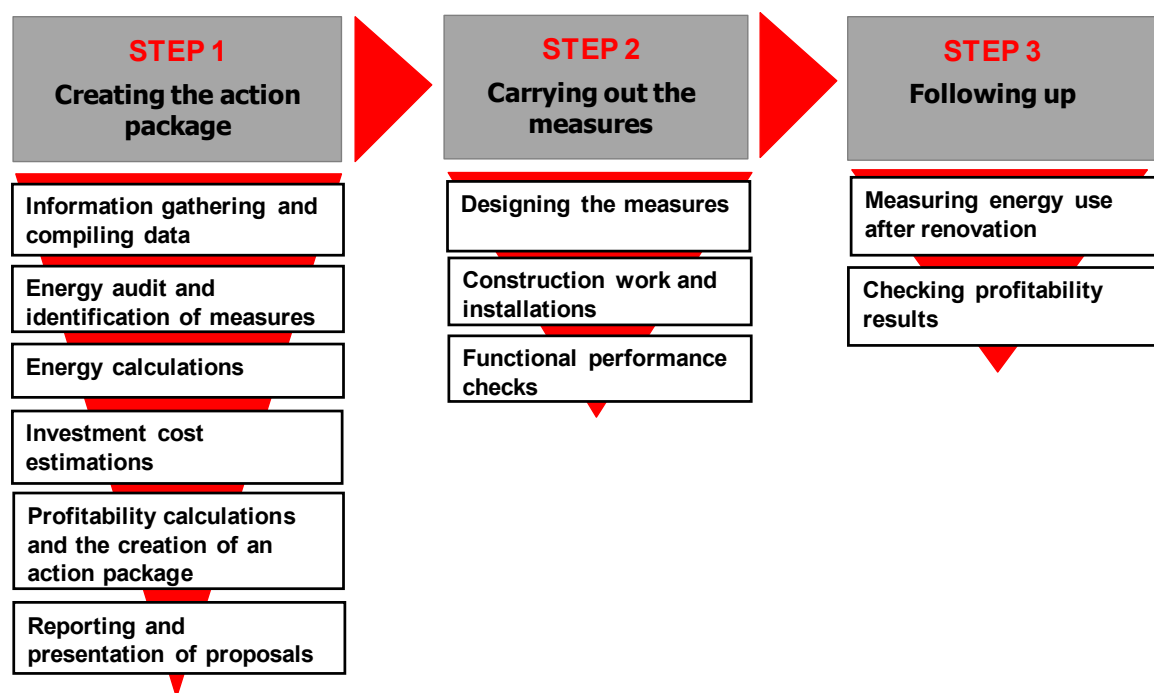 STEP 1
Creating the action
package
Information gathering and
compiling data
Energy audit and
identification of measures
Energy calculations
Investment cost
estimations
Profitability calculations
and the creation of an
action package
Reporting and
presentation of proposals
STEP 2
Carrying out the
measures
Designing the measures
Construction work and
installations
Functional performance
checks
STEP 3
Following up
Measuring energy use
after renovation
Checking profitability
results